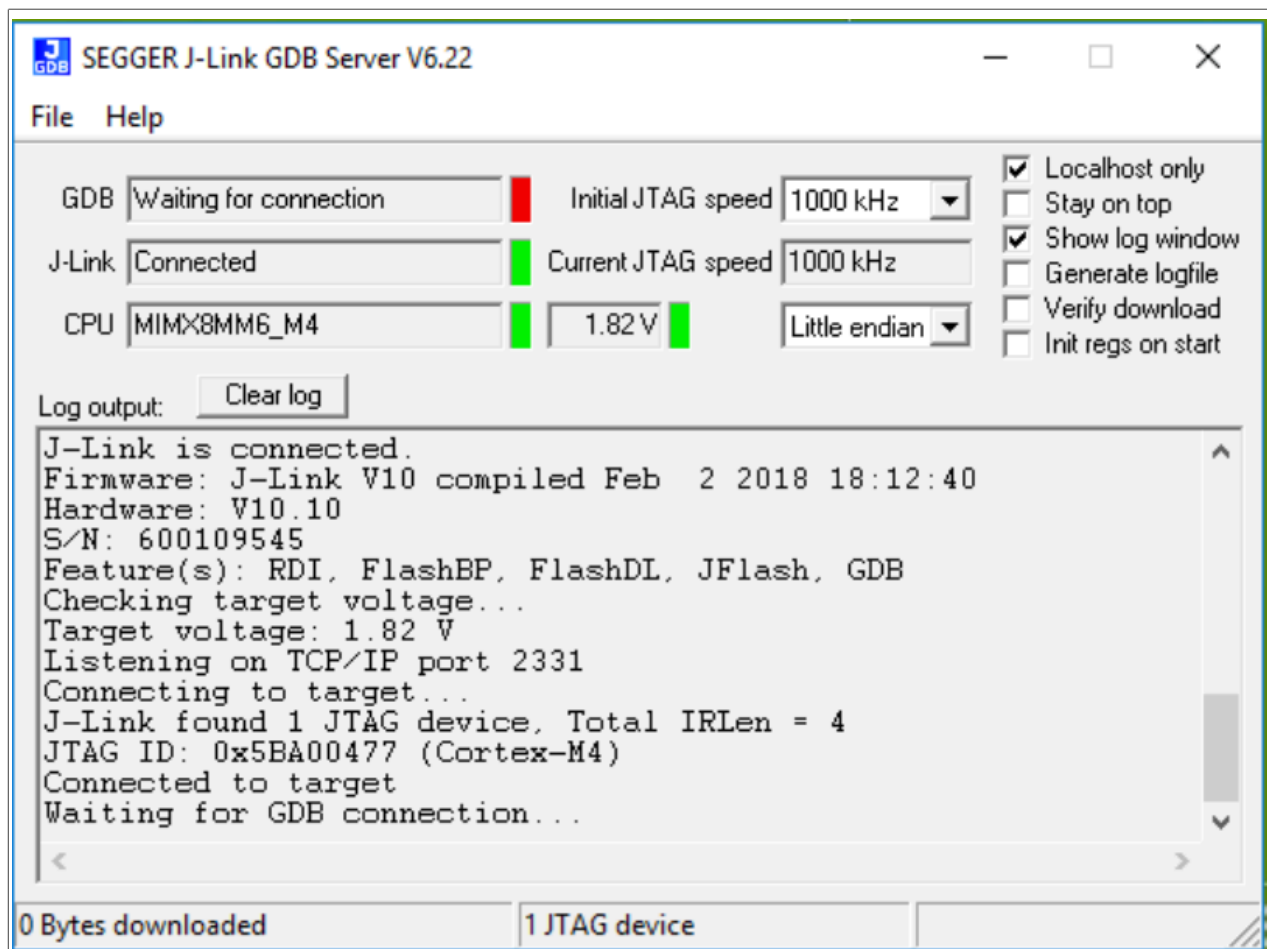 J GDB SEGGER J-Link GDB Server V6.22
File Help
GDB Waiting for connection Initial JTAG speed 1000 kHz
J-Link Connected Current JTAG speed 1000 kHz
CPU MIMX8MM6_M4 1.82 V Little endian
Localhost only
Stay on top
Show log window
Generate logfile
Verify download
Init regs on start
Log output: Clear log
J-Link is connected.
Firmware: J-Link V10 compiled Feb  2 2018 18:12:40
Hardware: V10.10
S/N: 600109545
Feature(s): RDI, FlashBP, FlashDL, JFlash, GDB
Checking target voltage...
Target voltage: 1.82 V
Listening on TCP/IP port 2331
Connecting to target...
J-Link found 1 JTAG device, Total IRLen = 4
JTAG ID: 0x5BA00477 (Cortex-M4)
Connected to target
Waiting for GDB connection...
0 Bytes downloaded 1 JTAG device